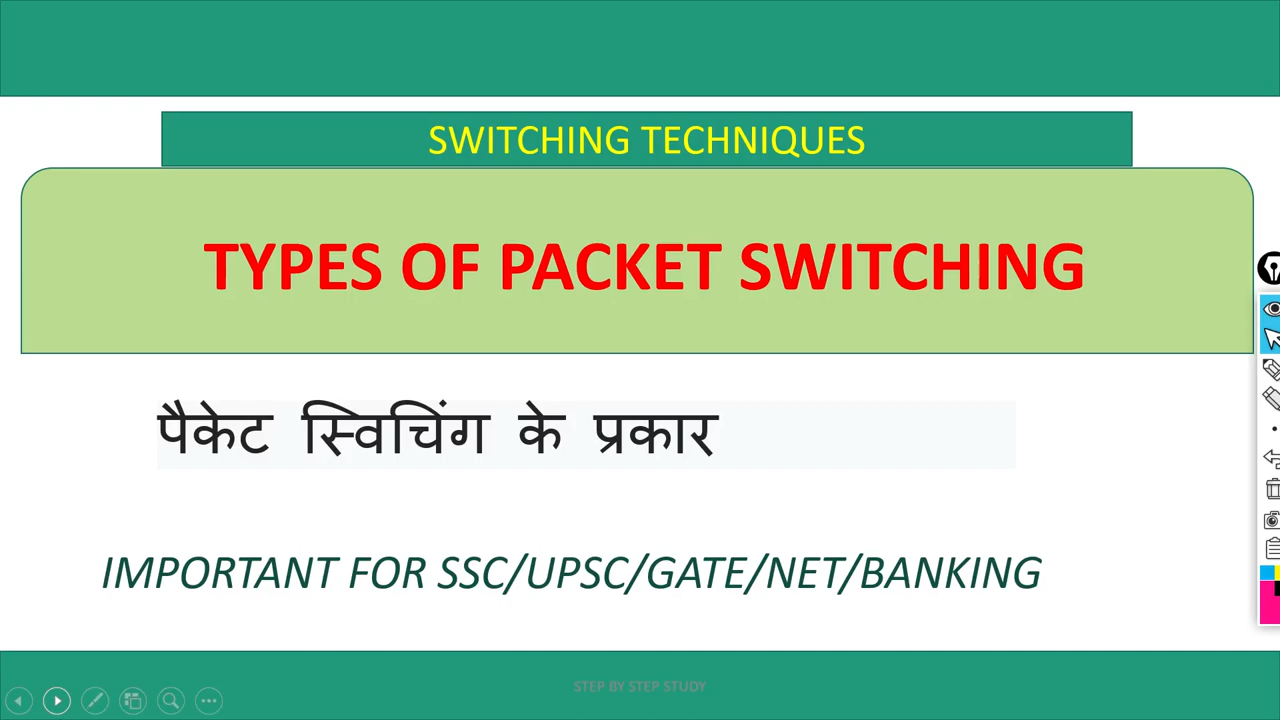 SWITCHING TECHNIQUES
TYPES OF PACKET SWITCHING
पैकेट स्विचिंग के प्रकार
IMPORTANT FOR SSC/UPSC/GATE/NET/BANKING
STEP BY STEP STUDY